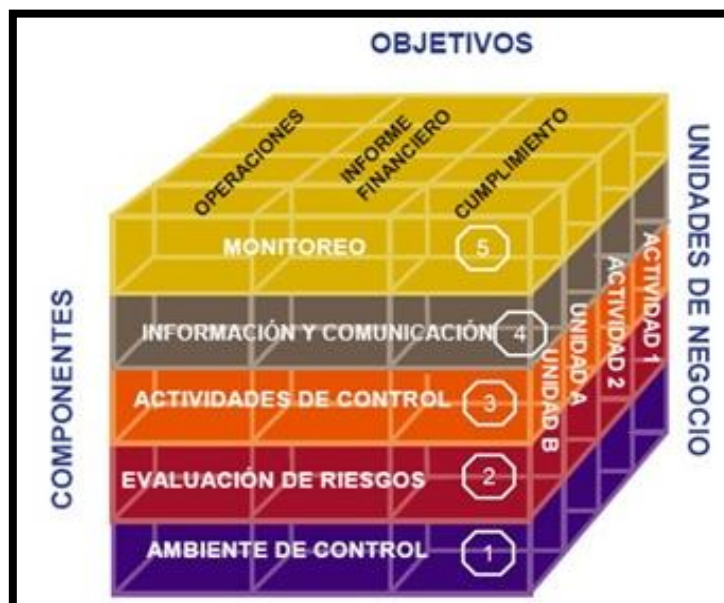 OBJETIVOS
OPERACIONES
INFORME
FINANCIERO
CUMPLIMIENTO
MONITOREO 5
INFORMACIÓN Y COMUNICACIÓN 4
ACTIVIDADES DE CONTROL 3
EVALUACIÓN DE RIESGOS 2
AMBIENTE DE CONTROL 1
UNIDAD B
UNIDAD A
ACTIVIDAD 2
ACTIVIDAD 1
COMPONENTES
UNIDADES DE NEGOCIO